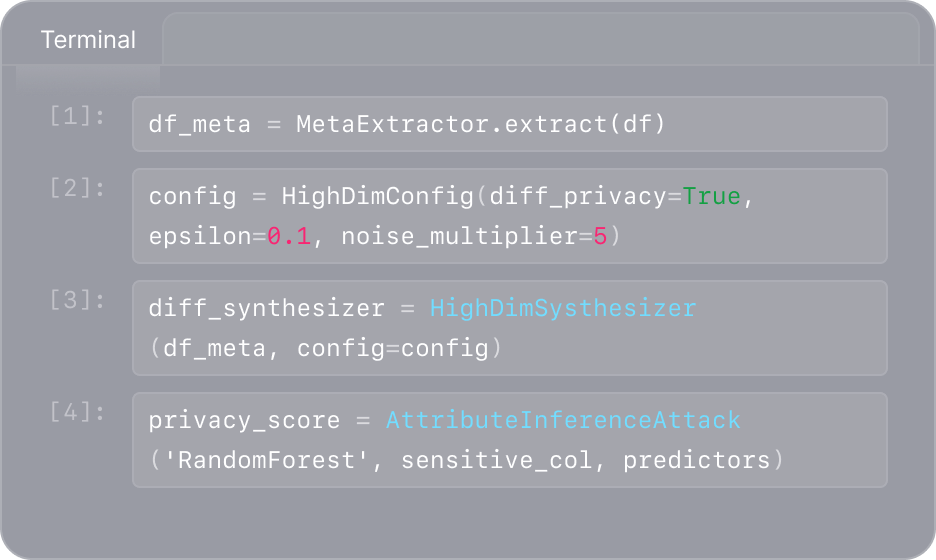 Terminal
[1]: df_meta = MetaExtractor.extract(df)
[2]: config = HighDimConfig(diff_privacy=True,
epsilon=0.1, noise_multiplier=5)
[3]: diff_synthesizer = HighDimSysthesizer
(df_meta, config=config)
[4]: privacy_score = AttributeInferenceAttack
('RandomForest', sensitive_col, predictors)